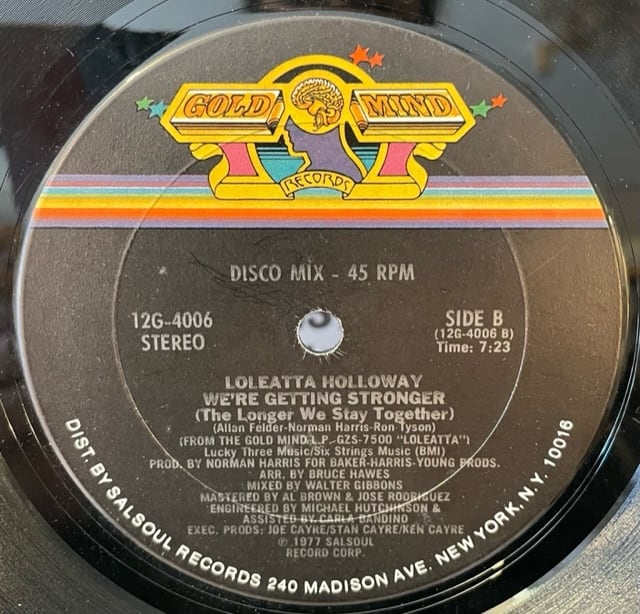 GOLD MIND
RECORDS
DISCO MIX - 45 RPM
12G-4006
STEREO
SIDE B
(12G-4006 B)
Time: 7:23
LOLEATTA HOLLOWAY
WE'RE GETTING STRONGER
(The Longer We Stay Together)
(Allan Felder-Norman Harris-Ron Tyson)
(FROM THE GOLD MIND L.P. GZS-7500 "LOLEATTA")
Lucky Three Music/Six Strings Music (BMI)
PROD. BY NORMAN HARRIS FOR BAKER-HARRIS-YOUNG PRODS.
ARR. BY BRUCE HAWES
MIXED BY WALTER GIBBONS
MASTERED BY AL BROWN & JOSE RODRIGUEZ
ENGINEERED BY MICHAEL HUTCHINSON &
ASSISTED BY CARLA BANDINO
EXEC. PRODS: JOE CAYRE/STAN CAYRE/KEN CAYRE
℗ 1977 SALSOUL
RECORD CORP.
DIST. BY SALSOUL RECORDS 240 MADISON AVE. NEW YORK, N.Y. 10016